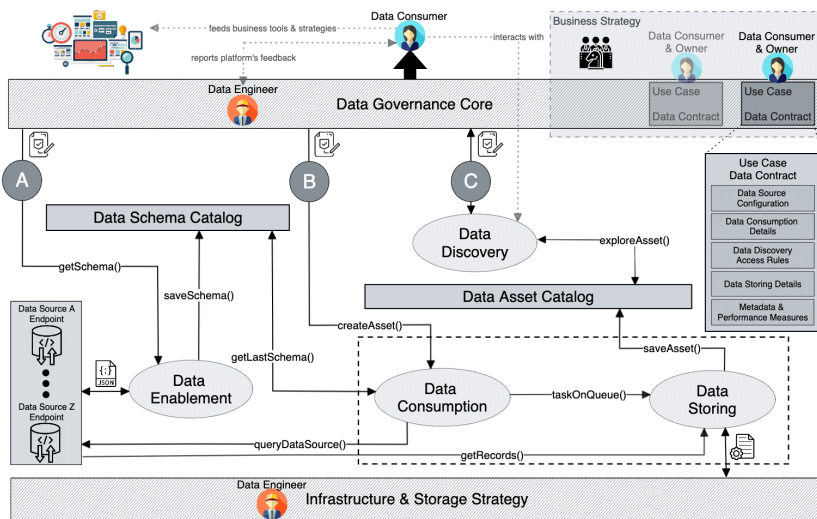 Data Consumer
feeds business tools & strategies
interacts with
reports platform's feedback
Business Strategy
Data Consumer
& Owner
Data Consumer
& Owner
Data Engineer
Data Governance Core
Use Case
Data Contract
Use Case
Data Contract
A
B
C
Use Case
Data Contract
Data Source
Configuration
Data Consumption
Details
Data Discovery
Access Rules
Data Storing Details
Metadata &
Performance Measures
Data Schema Catalog
Data
Discovery
exploreAsset()
getSchema()
saveSchema()
Data Asset Catalog
Data Source A
Endpoint
createAsset()
getLastSchema()
saveAsset()
{:}
JSON
Data
Enablement
Data
Consumption
taskOnQueue()
Data
Storing
Data Source Z
Endpoint
queryDataSource()
getRecords()
Data Engineer
Infrastructure & Storage Strategy